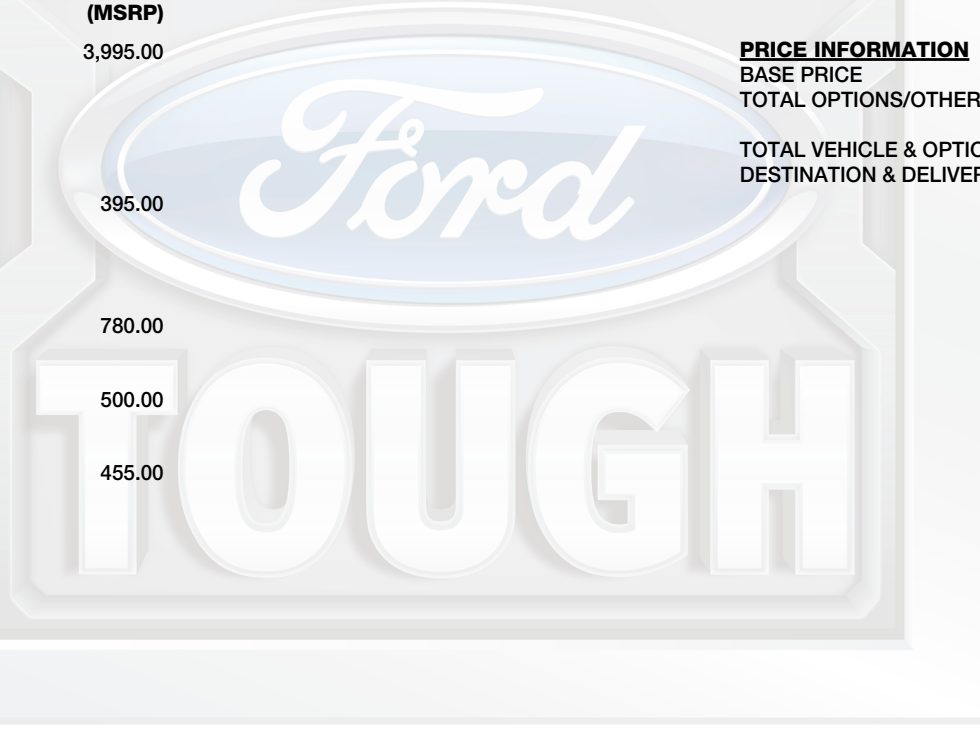 (MSRP)
3,995.00
395.00
780.00
500.00
455.00
PRICE INFORMATION
BASE PRICE
TOTAL OPTIONS/OTHER
TOTAL VEHICLE & OPTIO
DESTINATION & DELIVER
Ford
TOUGH